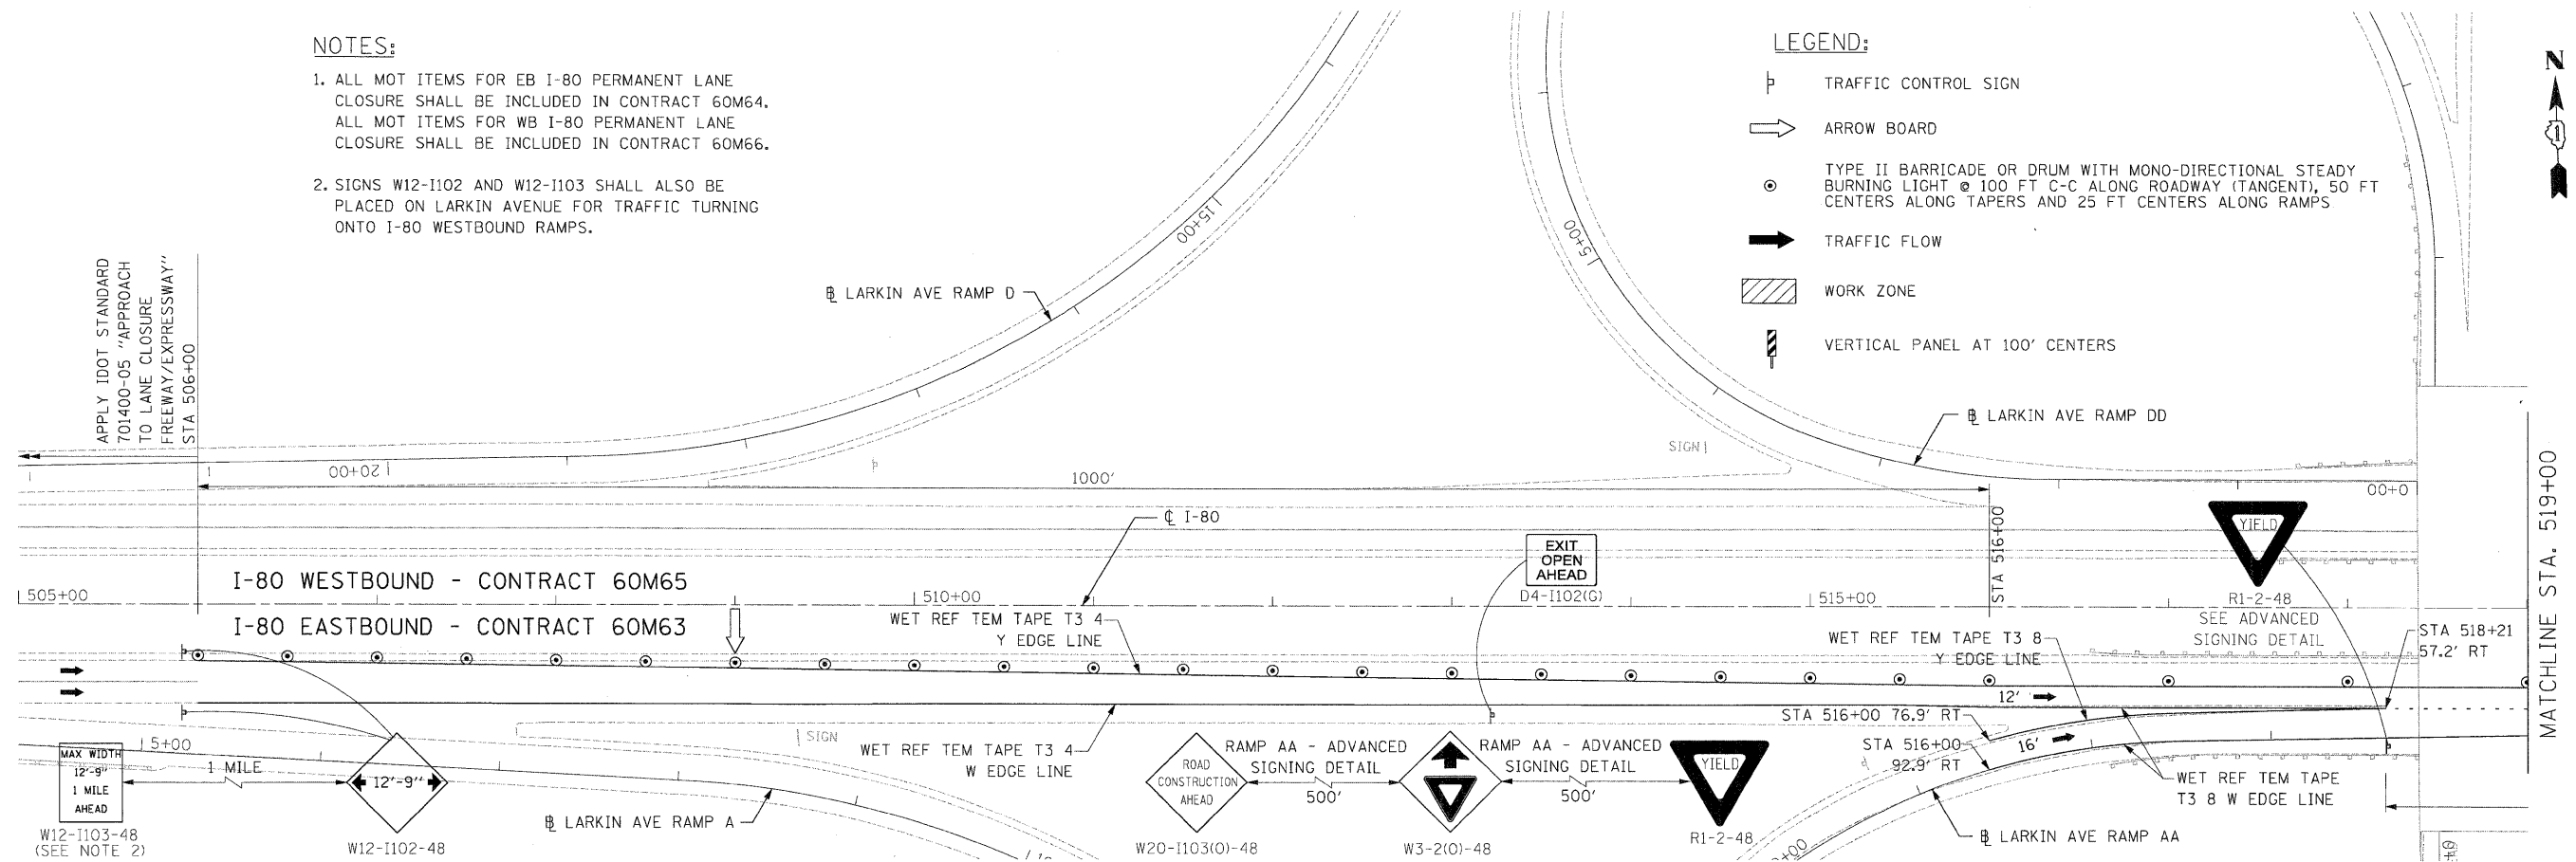 NOTES:
1. ALL MOT ITEMS FOR EB I-80 PERMANENT LANE
CLOSURE SHALL BE INCLUDED IN CONTRACT 60M64.
ALL MOT ITEMS FOR WB I-80 PERMANENT LANE
CLOSURE SHALL BE INCLUDED IN CONTRACT 60M66.
2. SIGNS W12-I102 AND W12-I103 SHALL ALSO BE
PLACED ON LARKIN AVENUE FOR TRAFFIC TURNING
ONTO I-80 WESTBOUND RAMPS.
LEGEND:
TRAFFIC CONTROL SIGN
ARROW BOARD
TYPE II BARRICADE OR DRUM WITH MONO-DIRECTIONAL STEADY
BURNING LIGHT @ 100 FT C-C ALONG ROADWAY (TANGENT), 50 FT
CENTERS ALONG TAPERS AND 25 FT CENTERS ALONG RAMPS
TRAFFIC FLOW
WORK ZONE
VERTICAL PANEL AT 100' CENTERS
N
1
APPLY IDOT STANDARD
701400-05 "APPROACH
TO LANE CLOSURE
FREEWAY/EXPRESSWAY"
STA 506+00
15+00
5+00
℔ LARKIN AVE RAMP D
℔ LARKIN AVE RAMP DD
SIGN
20+00
1000'
0+00
℄ I-80
STA 516+00
YIELD
EXIT
OPEN
AHEAD
D4-I102(G)
I-80 WESTBOUND - CONTRACT 60M65
505+00
510+00
515+00
I-80 EASTBOUND - CONTRACT 60M63
WET REF TEM TAPE T3 4
Y EDGE LINE
WET REF TEM TAPE T3 8
Y EDGE LINE
R1-2-48
SEE ADVANCED
SIGNING DETAIL
STA 518+21
57.2' RT
MATCHLINE STA. 519+00
12'
STA 516+00 76.9' RT
STA 516+00
92.9' RT
16'
5+00
SIGN
WET REF TEM TAPE T3 4
W EDGE LINE
MAX WIDTH
12'-9"
1 MILE
AHEAD
1 MILE
12'-9"
W12-I103-48
(SEE NOTE 2)
W12-I102-48
℔ LARKIN AVE RAMP A
ROAD
CONSTRUCTION
AHEAD
RAMP AA - ADVANCED
SIGNING DETAIL
500'
RAMP AA - ADVANCED
SIGNING DETAIL
500'
YIELD
W20-I103(O)-48
W3-2(O)-48
R1-2-48
WET REF TEM TAPE
T3 8 W EDGE LINE
℔ LARKIN AVE RAMP AA